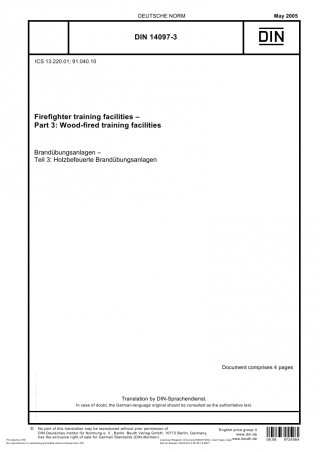 DEUTSCHE NORM
May 2005
DIN 14097-3
DIN
ICS 13.220.01; 91.040.10
Firefighter training facilities –
Part 3: Wood-fired training facilities
Brandübungsanlagen –
Teil 3: Holzbefeuerte Brandübungsanlagen
Document comprises 4 pages
Translation by DIN-Sprachendienst.
In case of doubt, the German-language original should be consulted as the authoritative text.
© No part of this translation may be reproduced without prior permission of
DIN Deutsches Institut für Normung e. V., Berlin. Beuth Verlag GmbH, 10772 Berlin, Germany,
has the exclusive right of sale for German Standards (DIN-Normen).
English price group 4
www.din.de
www.beuth.de